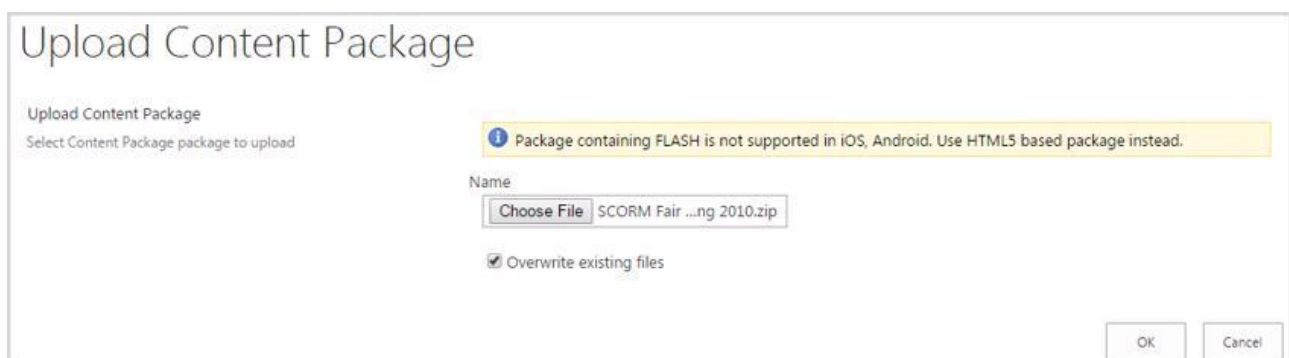 Upload Content Package
Upload Content Package
Select Content Package package to upload
Package containing FLASH is not supported in iOS, Android. Use HTML5 based package instead.
Name
Choose File SCORM Fair ...ng 2010.zip
Overwrite existing files
OK Cancel